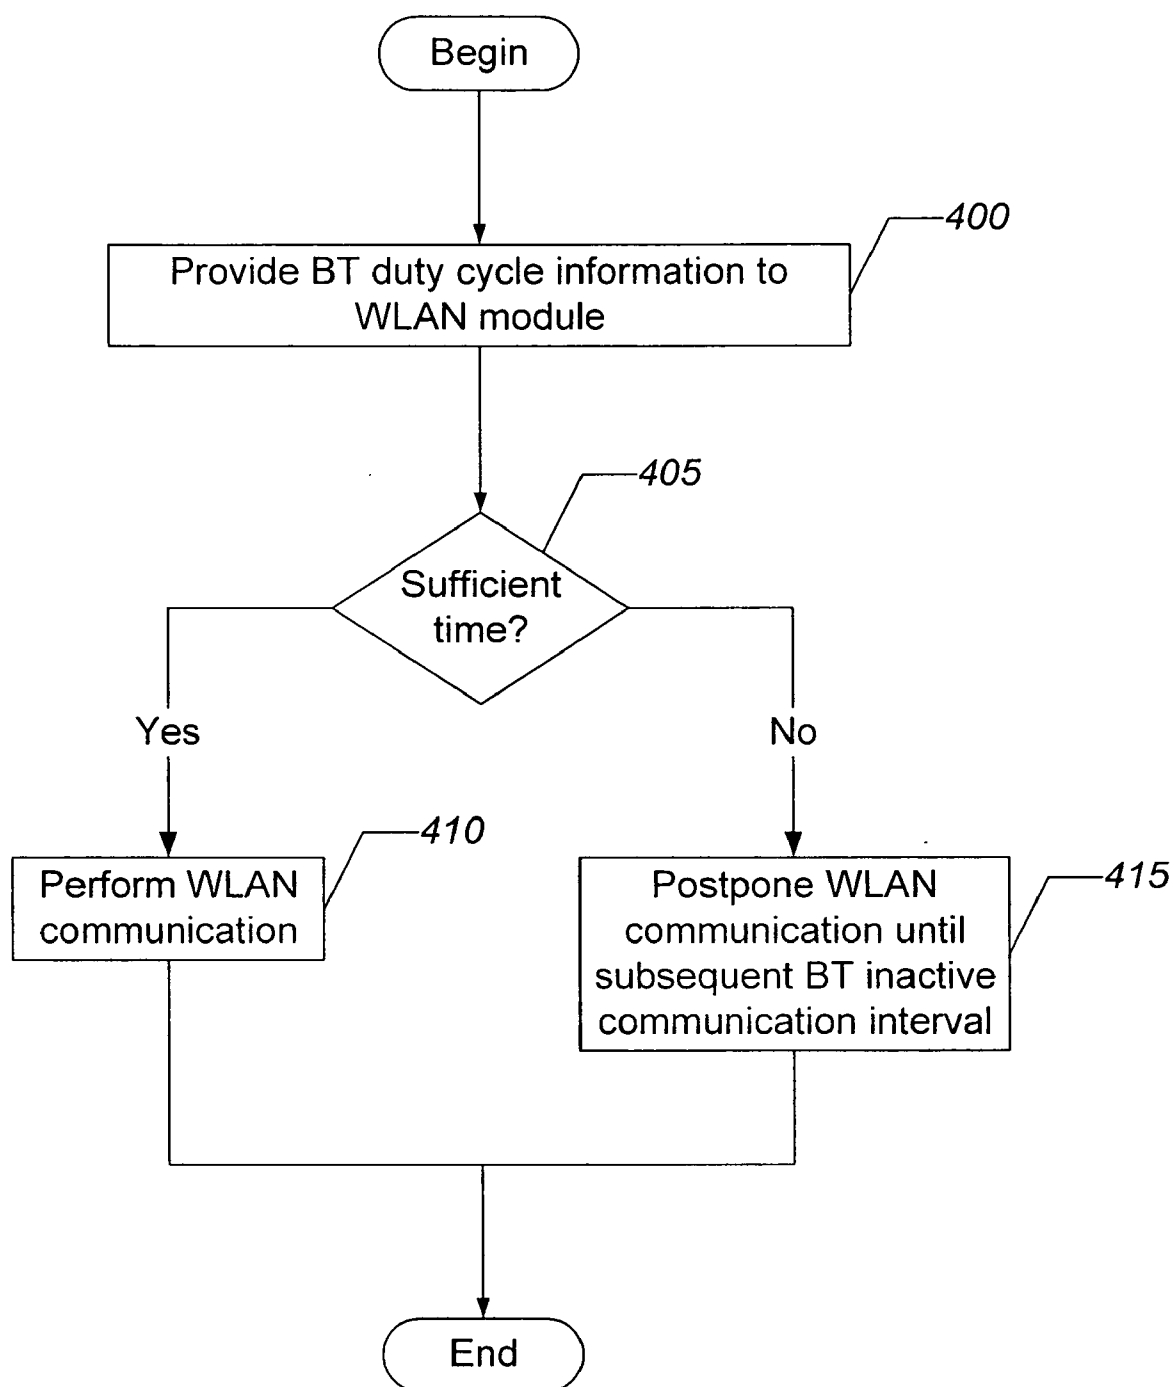 Begin
400
Provide BT duty cycle information to
WLAN module
405
Sufficient
time?
Yes
No
410
Perform WLAN
communication
415
Postpone WLAN
communication until
subsequent BT inactive
communication interval
End